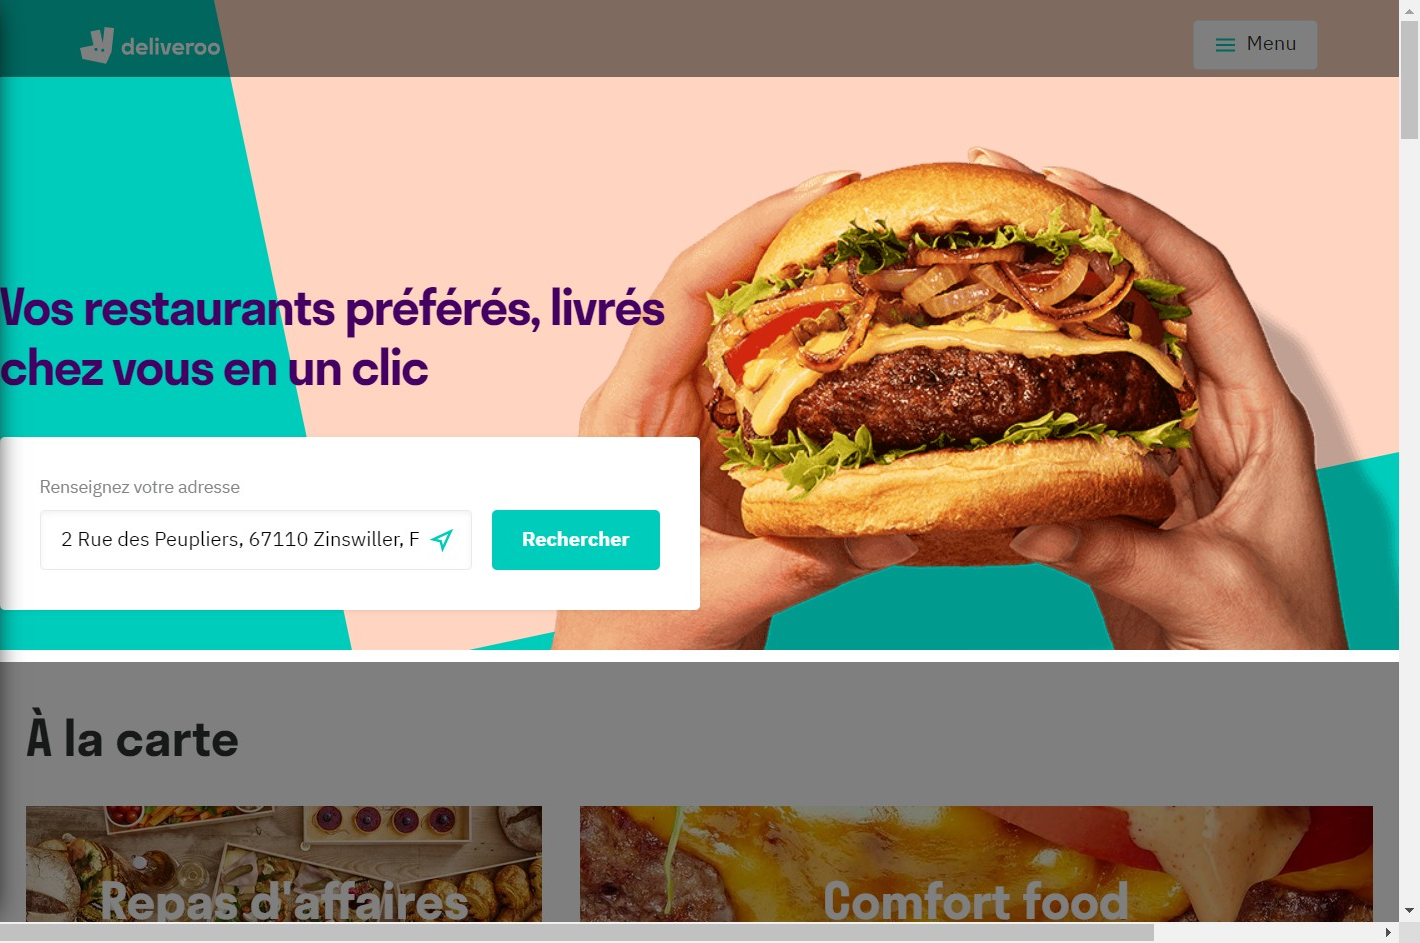 deliveroo
Menu
Vos restaurants préférés, livrés
chez vous en un clic
Renseignez votre adresse
2 Rue des Peupliers, 67110 Zinswiller, F
Rechercher
À la carte
Repas d'affaires
Comfort food